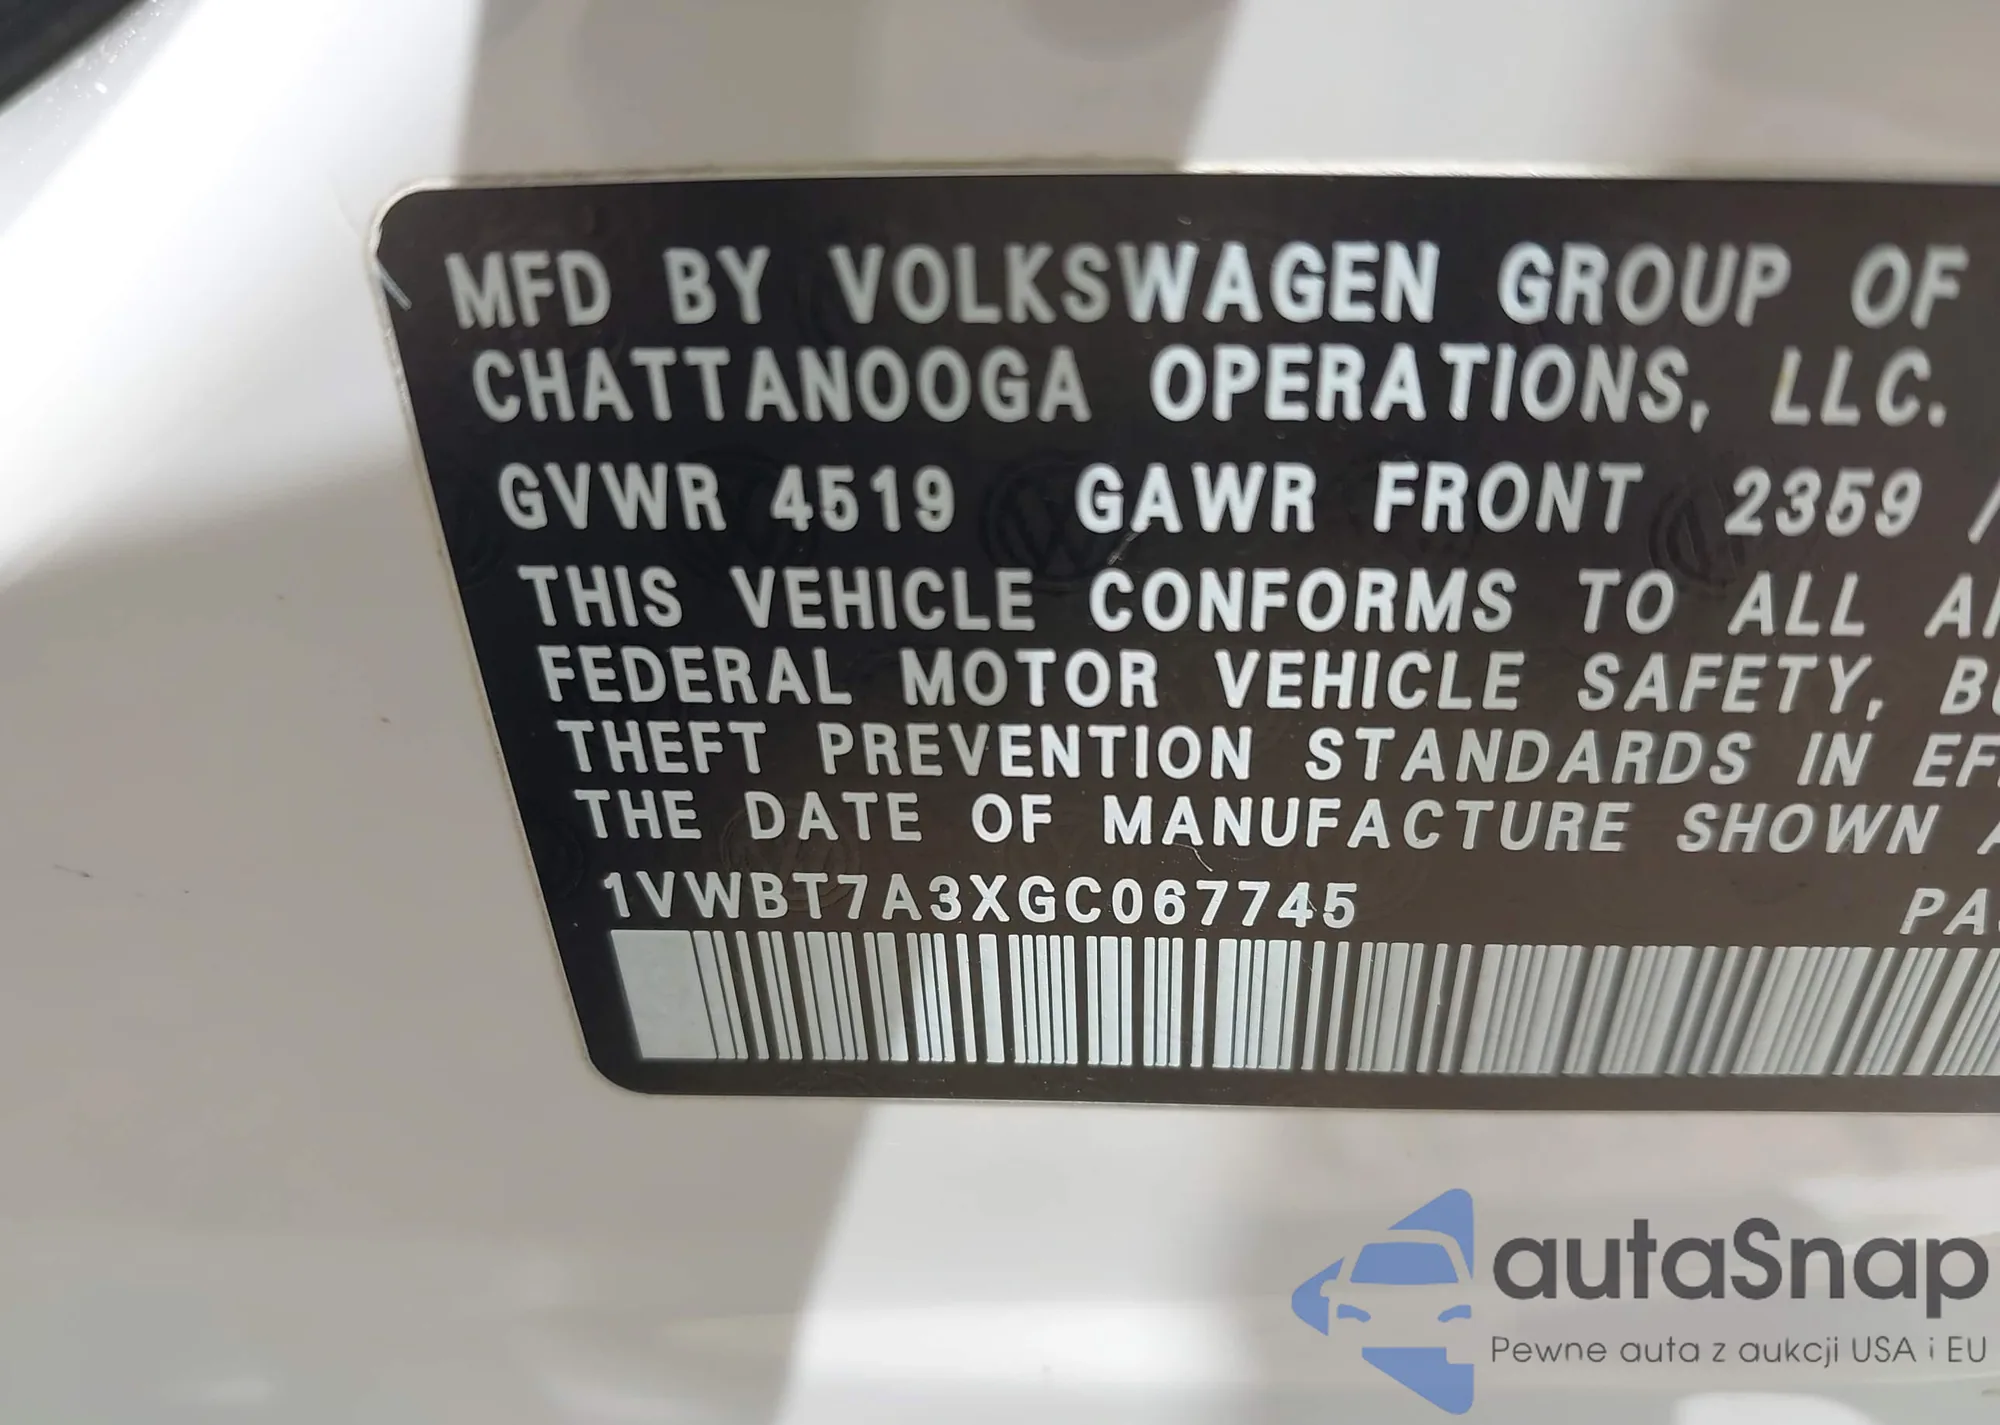 MFD BY VOLKSWAGEN GROUP OF
CHATTANOOGA OPERATIONS, LLC.
GVWR 4519 GAWR FRONT 2359 /
THIS VEHICLE CONFORMS TO ALL
FEDERAL MOTOR VEHICLE SAFETY,
THEFT PREVENTION STANDARDS IN
THE DATE OF MANUFACTURE SHOWN
1VWBT7A3XGC067745
autaSnap
Pewne auta z aukcji USA i EU